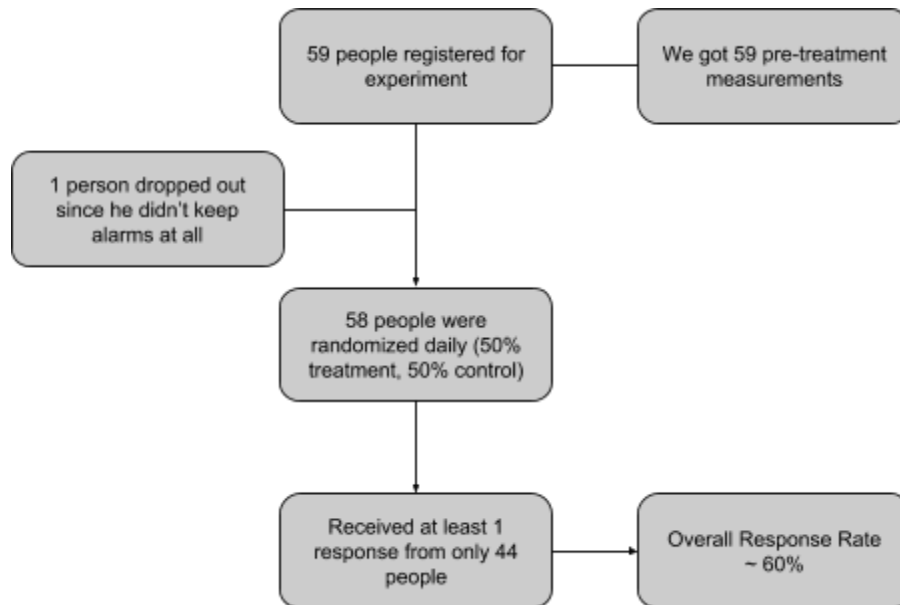 59 people registered for
experiment
We got 59 pre-treatment
measurements
1 person dropped out
since he didn't keep
alarms at all
58 people were
randomized daily (50%
treatment, 50% control)
Received at least 1
response from only 44
people
Overall Response Rate
~ 60%